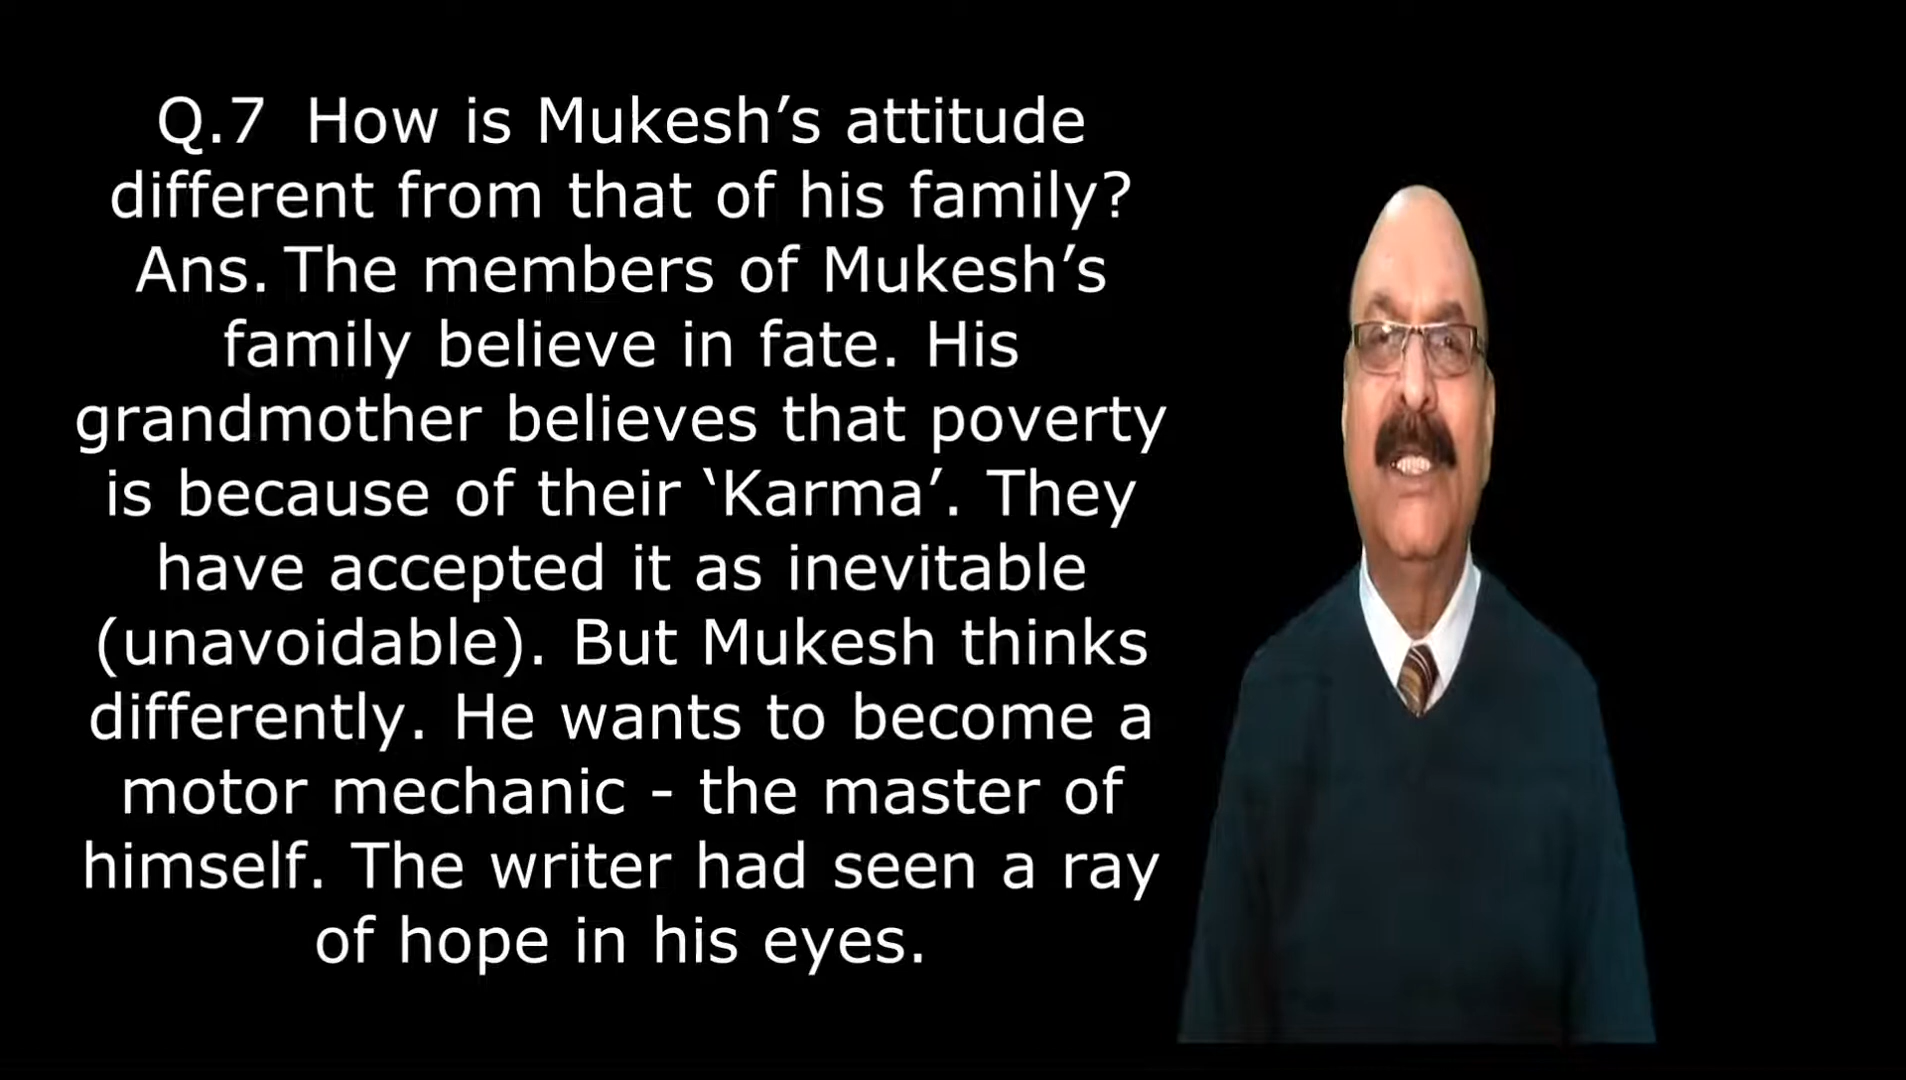 Q.7  How is Mukesh’s attitude
different from that of his family?
Ans. The members of Mukesh’s
family believe in fate. His
grandmother believes that poverty
is because of their ‘Karma’. They
have accepted it as inevitable
(unavoidable). But Mukesh thinks
differently. He wants to become a
motor mechanic - the master of
himself. The writer had seen a ray
of hope in his eyes.